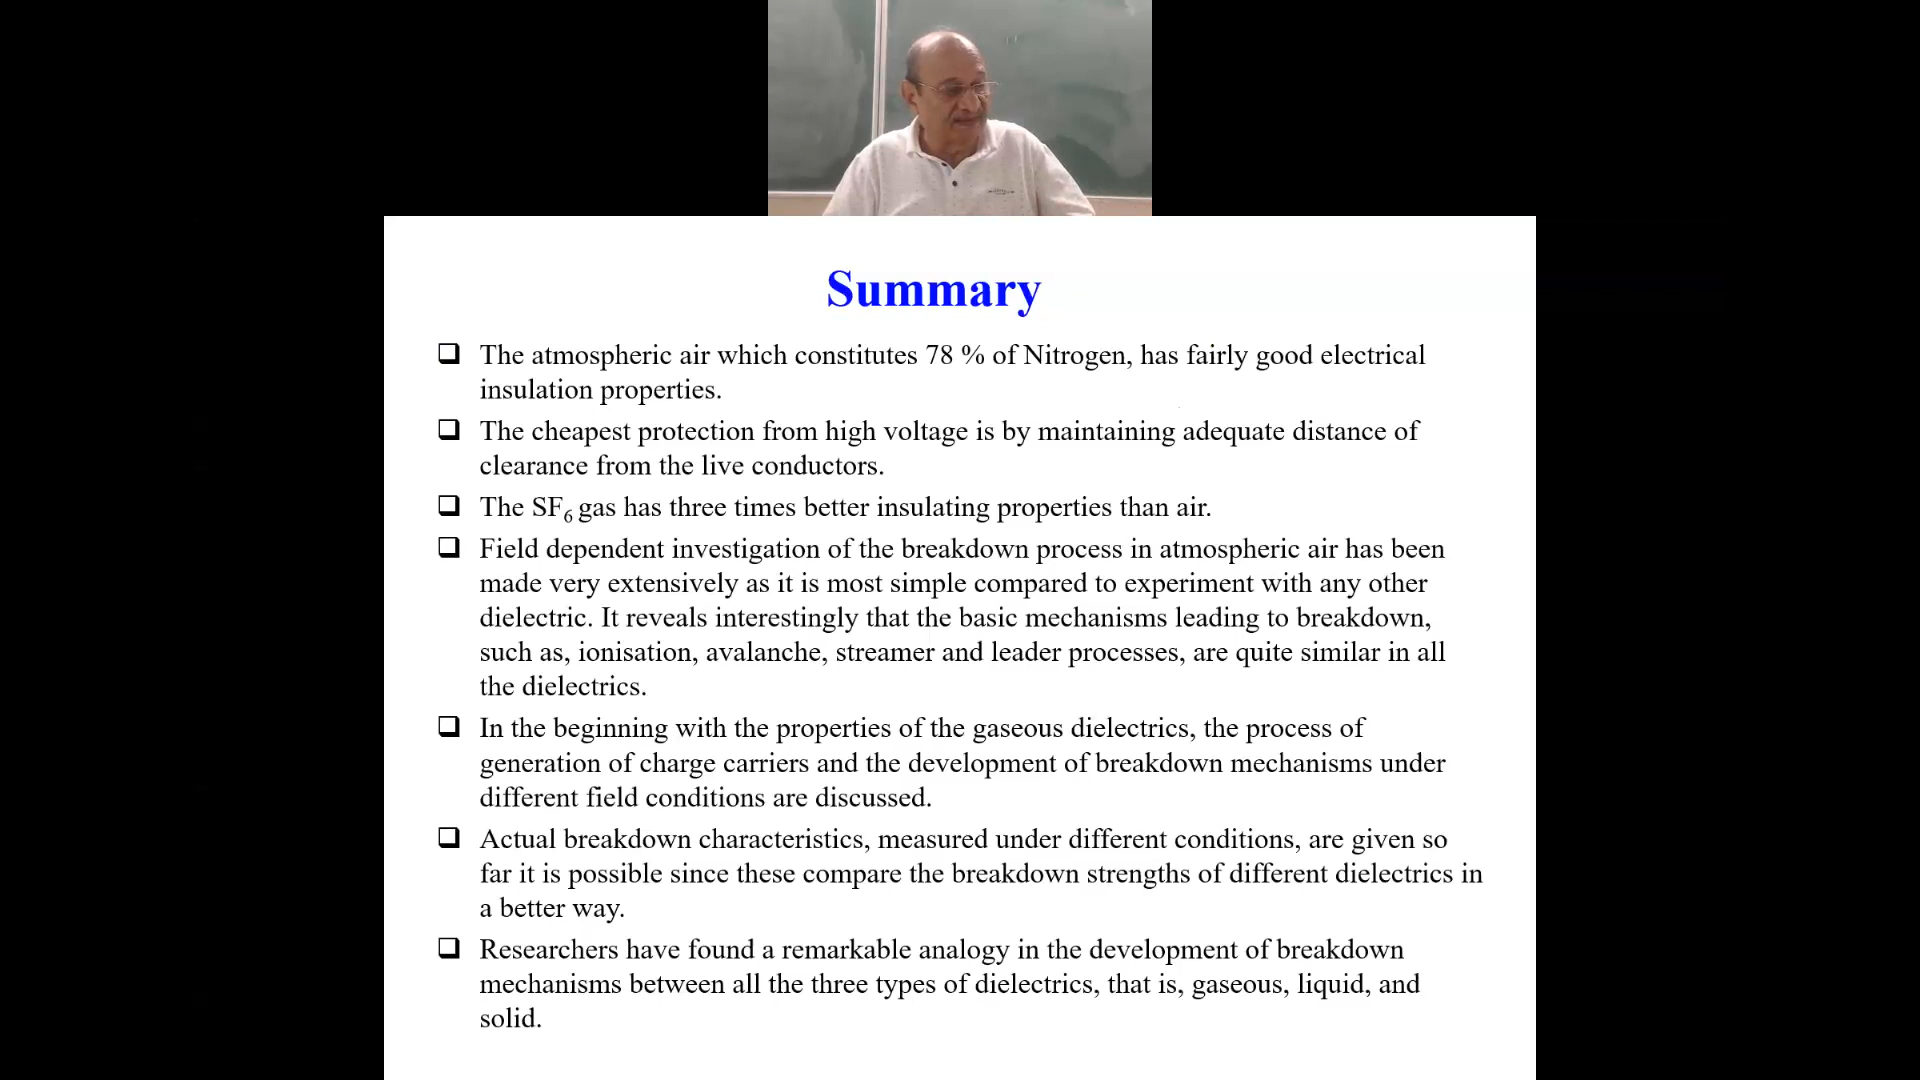 Summary
❑ The atmospheric air which constitutes 78 % of Nitrogen, has fairly good electrical
insulation properties.
❑ The cheapest protection from high voltage is by maintaining adequate distance of
clearance from the live conductors.
❑ The SF₆ gas has three times better insulating properties than air.
❑ Field dependent investigation of the breakdown process in atmospheric air has been
made very extensively as it is most simple compared to experiment with any other
dielectric. It reveals interestingly that the basic mechanisms leading to breakdown,
such as, ionisation, avalanche, streamer and leader processes, are quite similar in all
the dielectrics.
❑ In the beginning with the properties of the gaseous dielectrics, the process of
generation of charge carriers and the development of breakdown mechanisms under
different field conditions are discussed.
❑ Actual breakdown characteristics, measured under different conditions, are given so
far it is possible since these compare the breakdown strengths of different dielectrics in
a better way.
❑ Researchers have found a remarkable analogy in the development of breakdown
mechanisms between all the three types of dielectrics, that is, gaseous, liquid, and
solid.